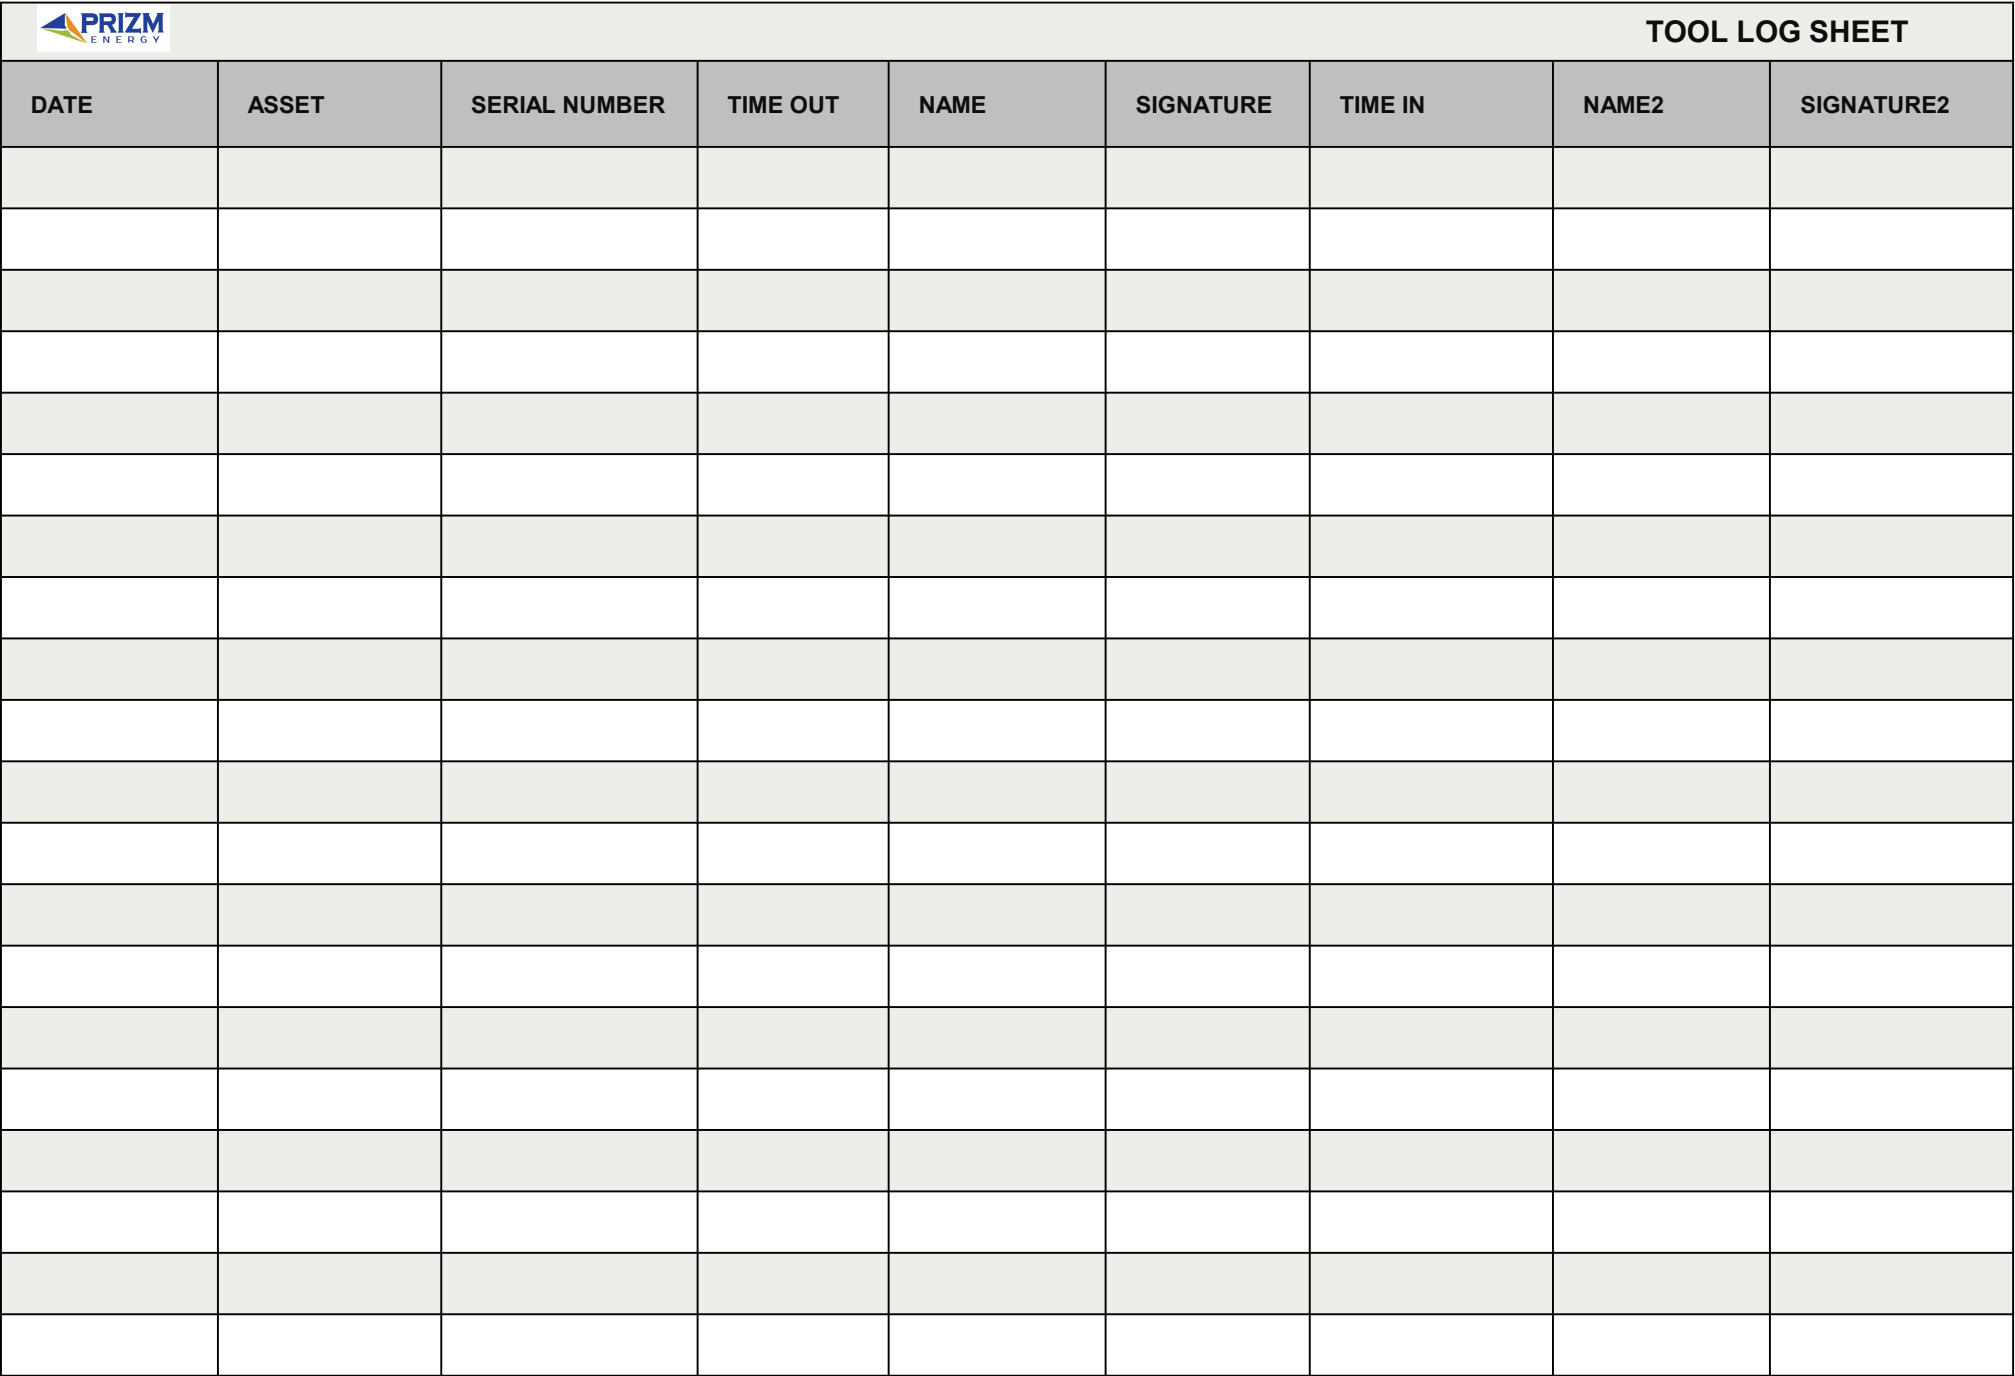 PRIZM
ENERGY
TOOL LOG SHEET
DATE ASSET SERIAL NUMBER TIME OUT NAME SIGNATURE TIME IN NAME2 SIGNATURE2